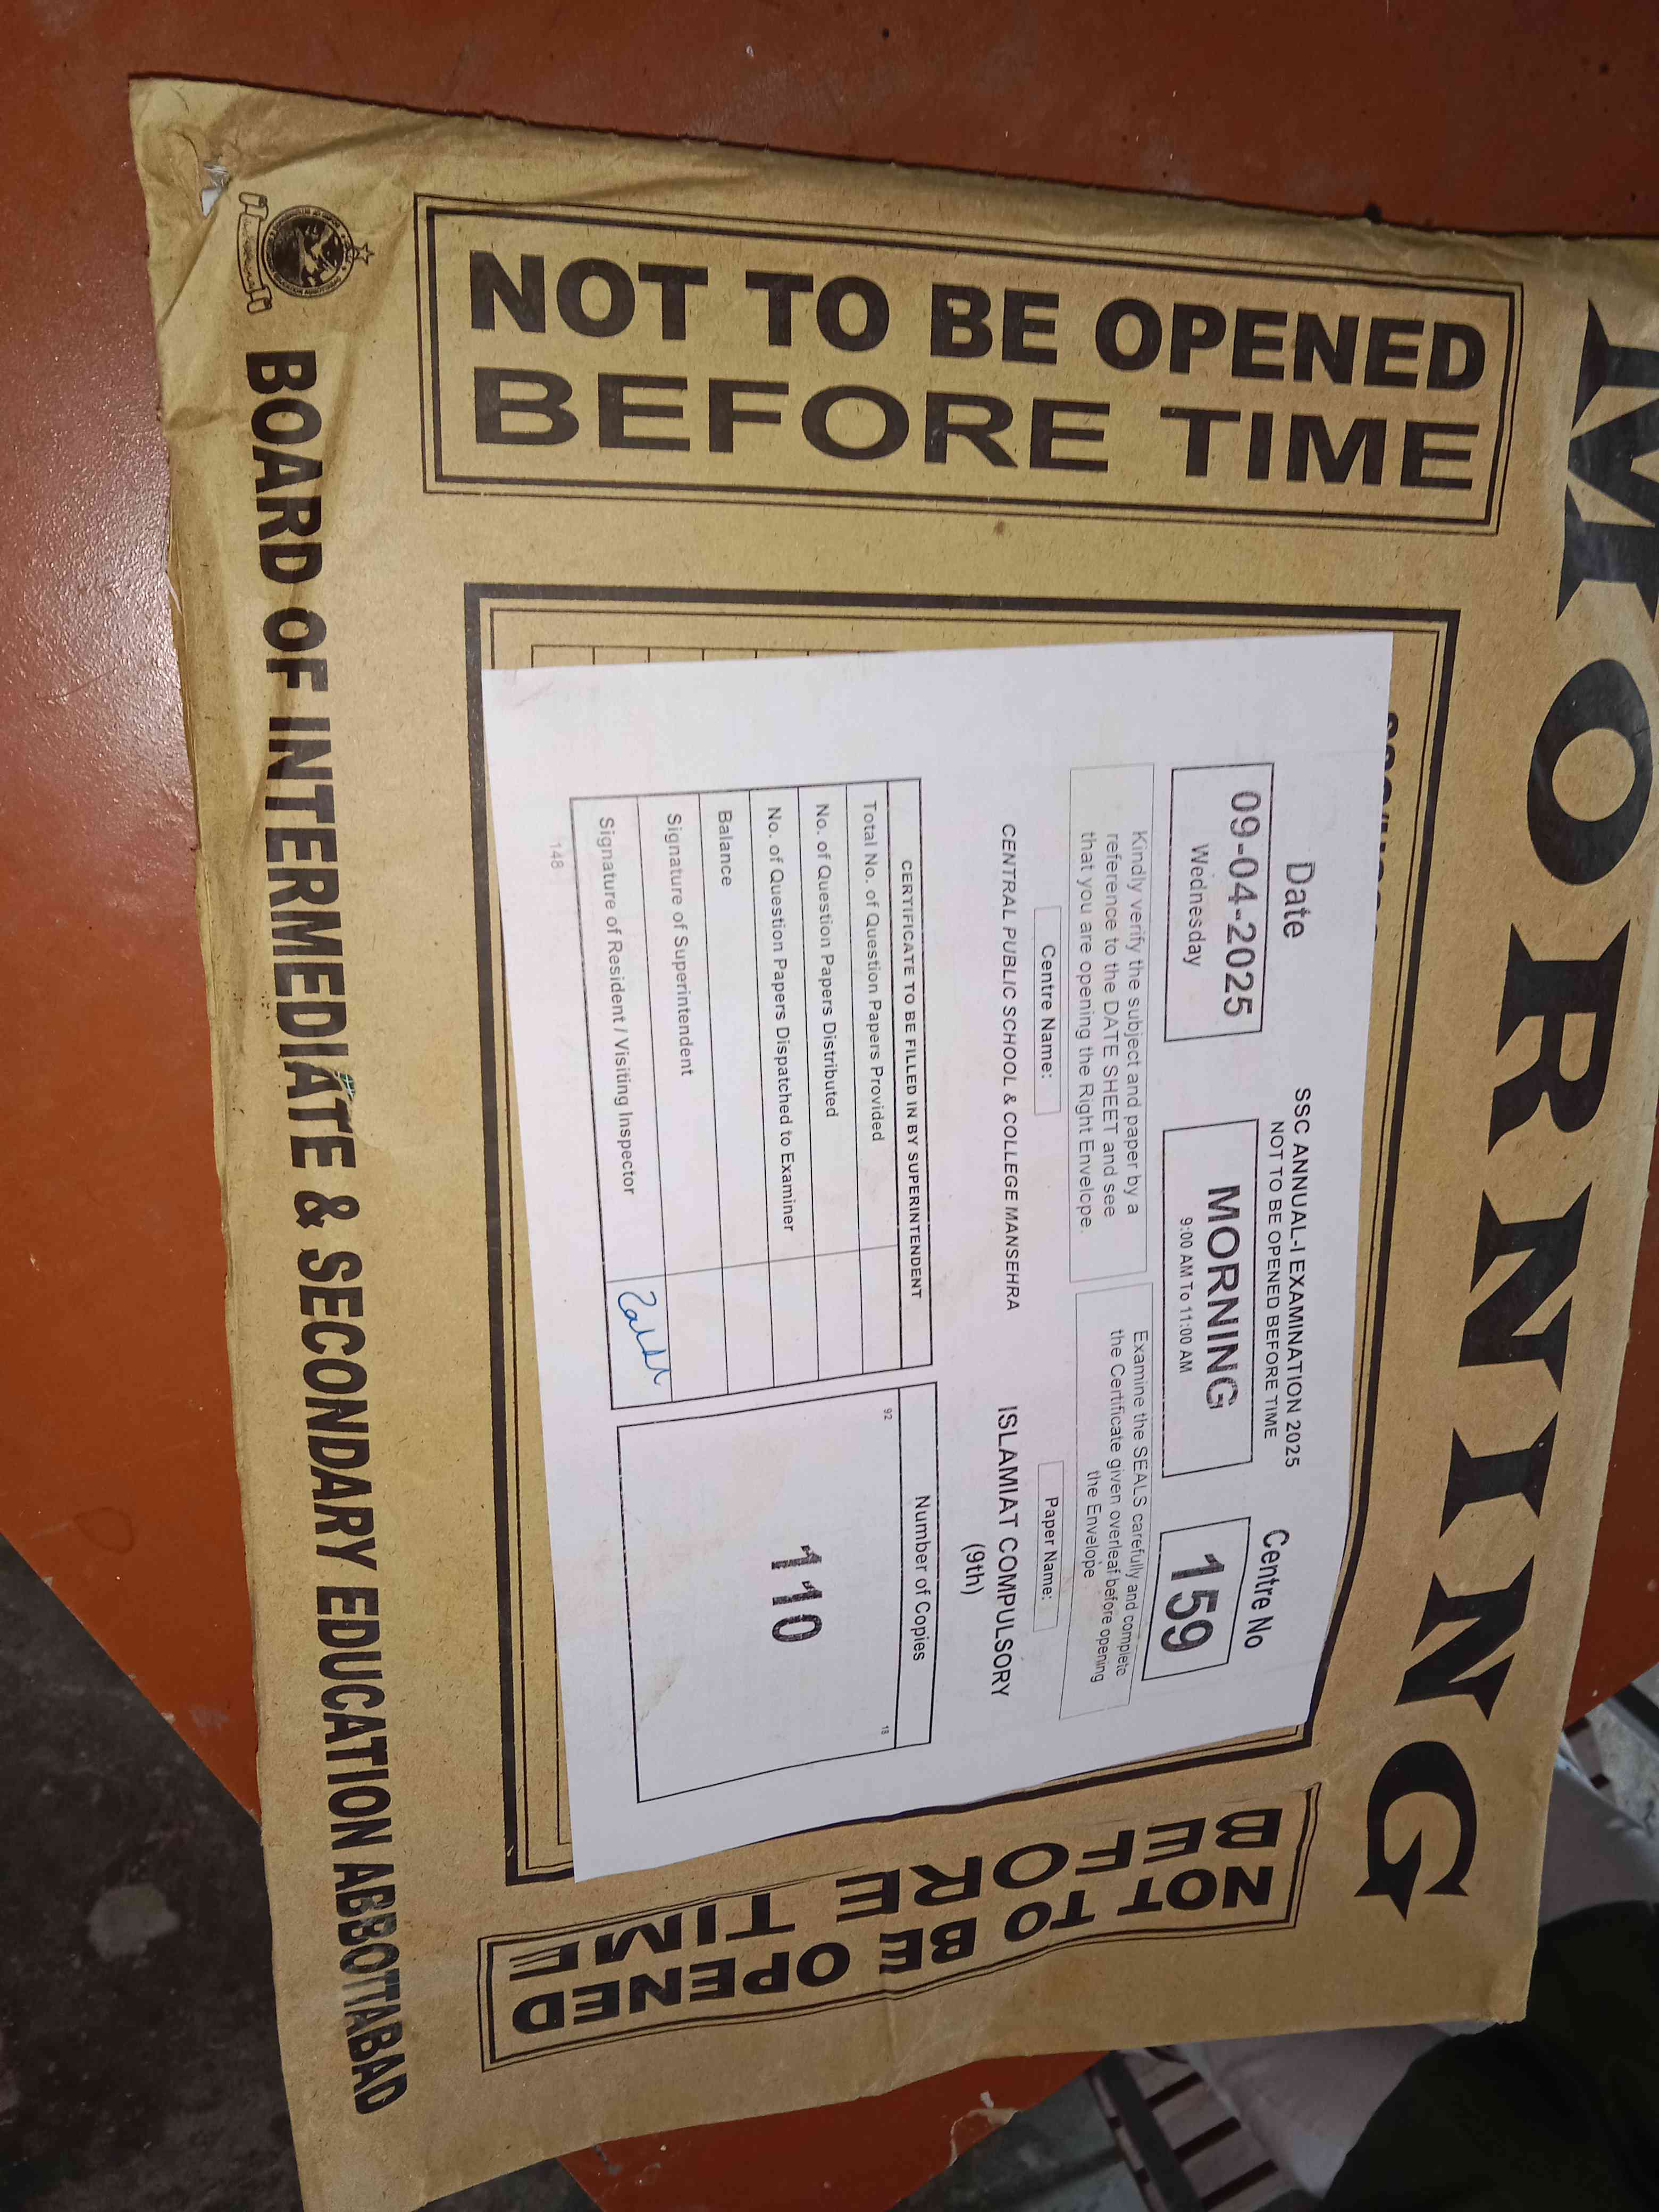 MORNING
NOT TO BE OPENED
BEFORE TIME
Date
SSC ANNUAL-I EXAMINATION 2025
NOT TO BE OPENED BEFORE TIME
Centre No
09-04-2025
Wednesday
MORNING
9:00 AM To 11:00 AM
159
Kindly verify the subject and paper by a
reference to the DATE SHEET and see
that you are opening the Right Envelope.
Examine the SEALS carefully and complete
the Certificate given overleaf before opening
the Envelope
Centre Name:
Paper Name:
CENTRAL PUBLIC SCHOOL & COLLEGE MANSEHRA
ISLAMIAT COMPULSORY
(9th)
CERTIFICATE TO BE FILLED IN BY SUPERINTENDENT
Total No. of Question Papers Provided
No. of Question Papers Distributed
No. of Question Papers Dispatched to Examiner
Balance
Signature of Superintendent
Signature of Resident / Visiting Inspector
148
Number of Copies
92
18
110
NOT TO BE OPENED
BEFORE TIME
BOARD OF INTERMEDIATE & SECONDARY EDUCATION ABBOTTABAD